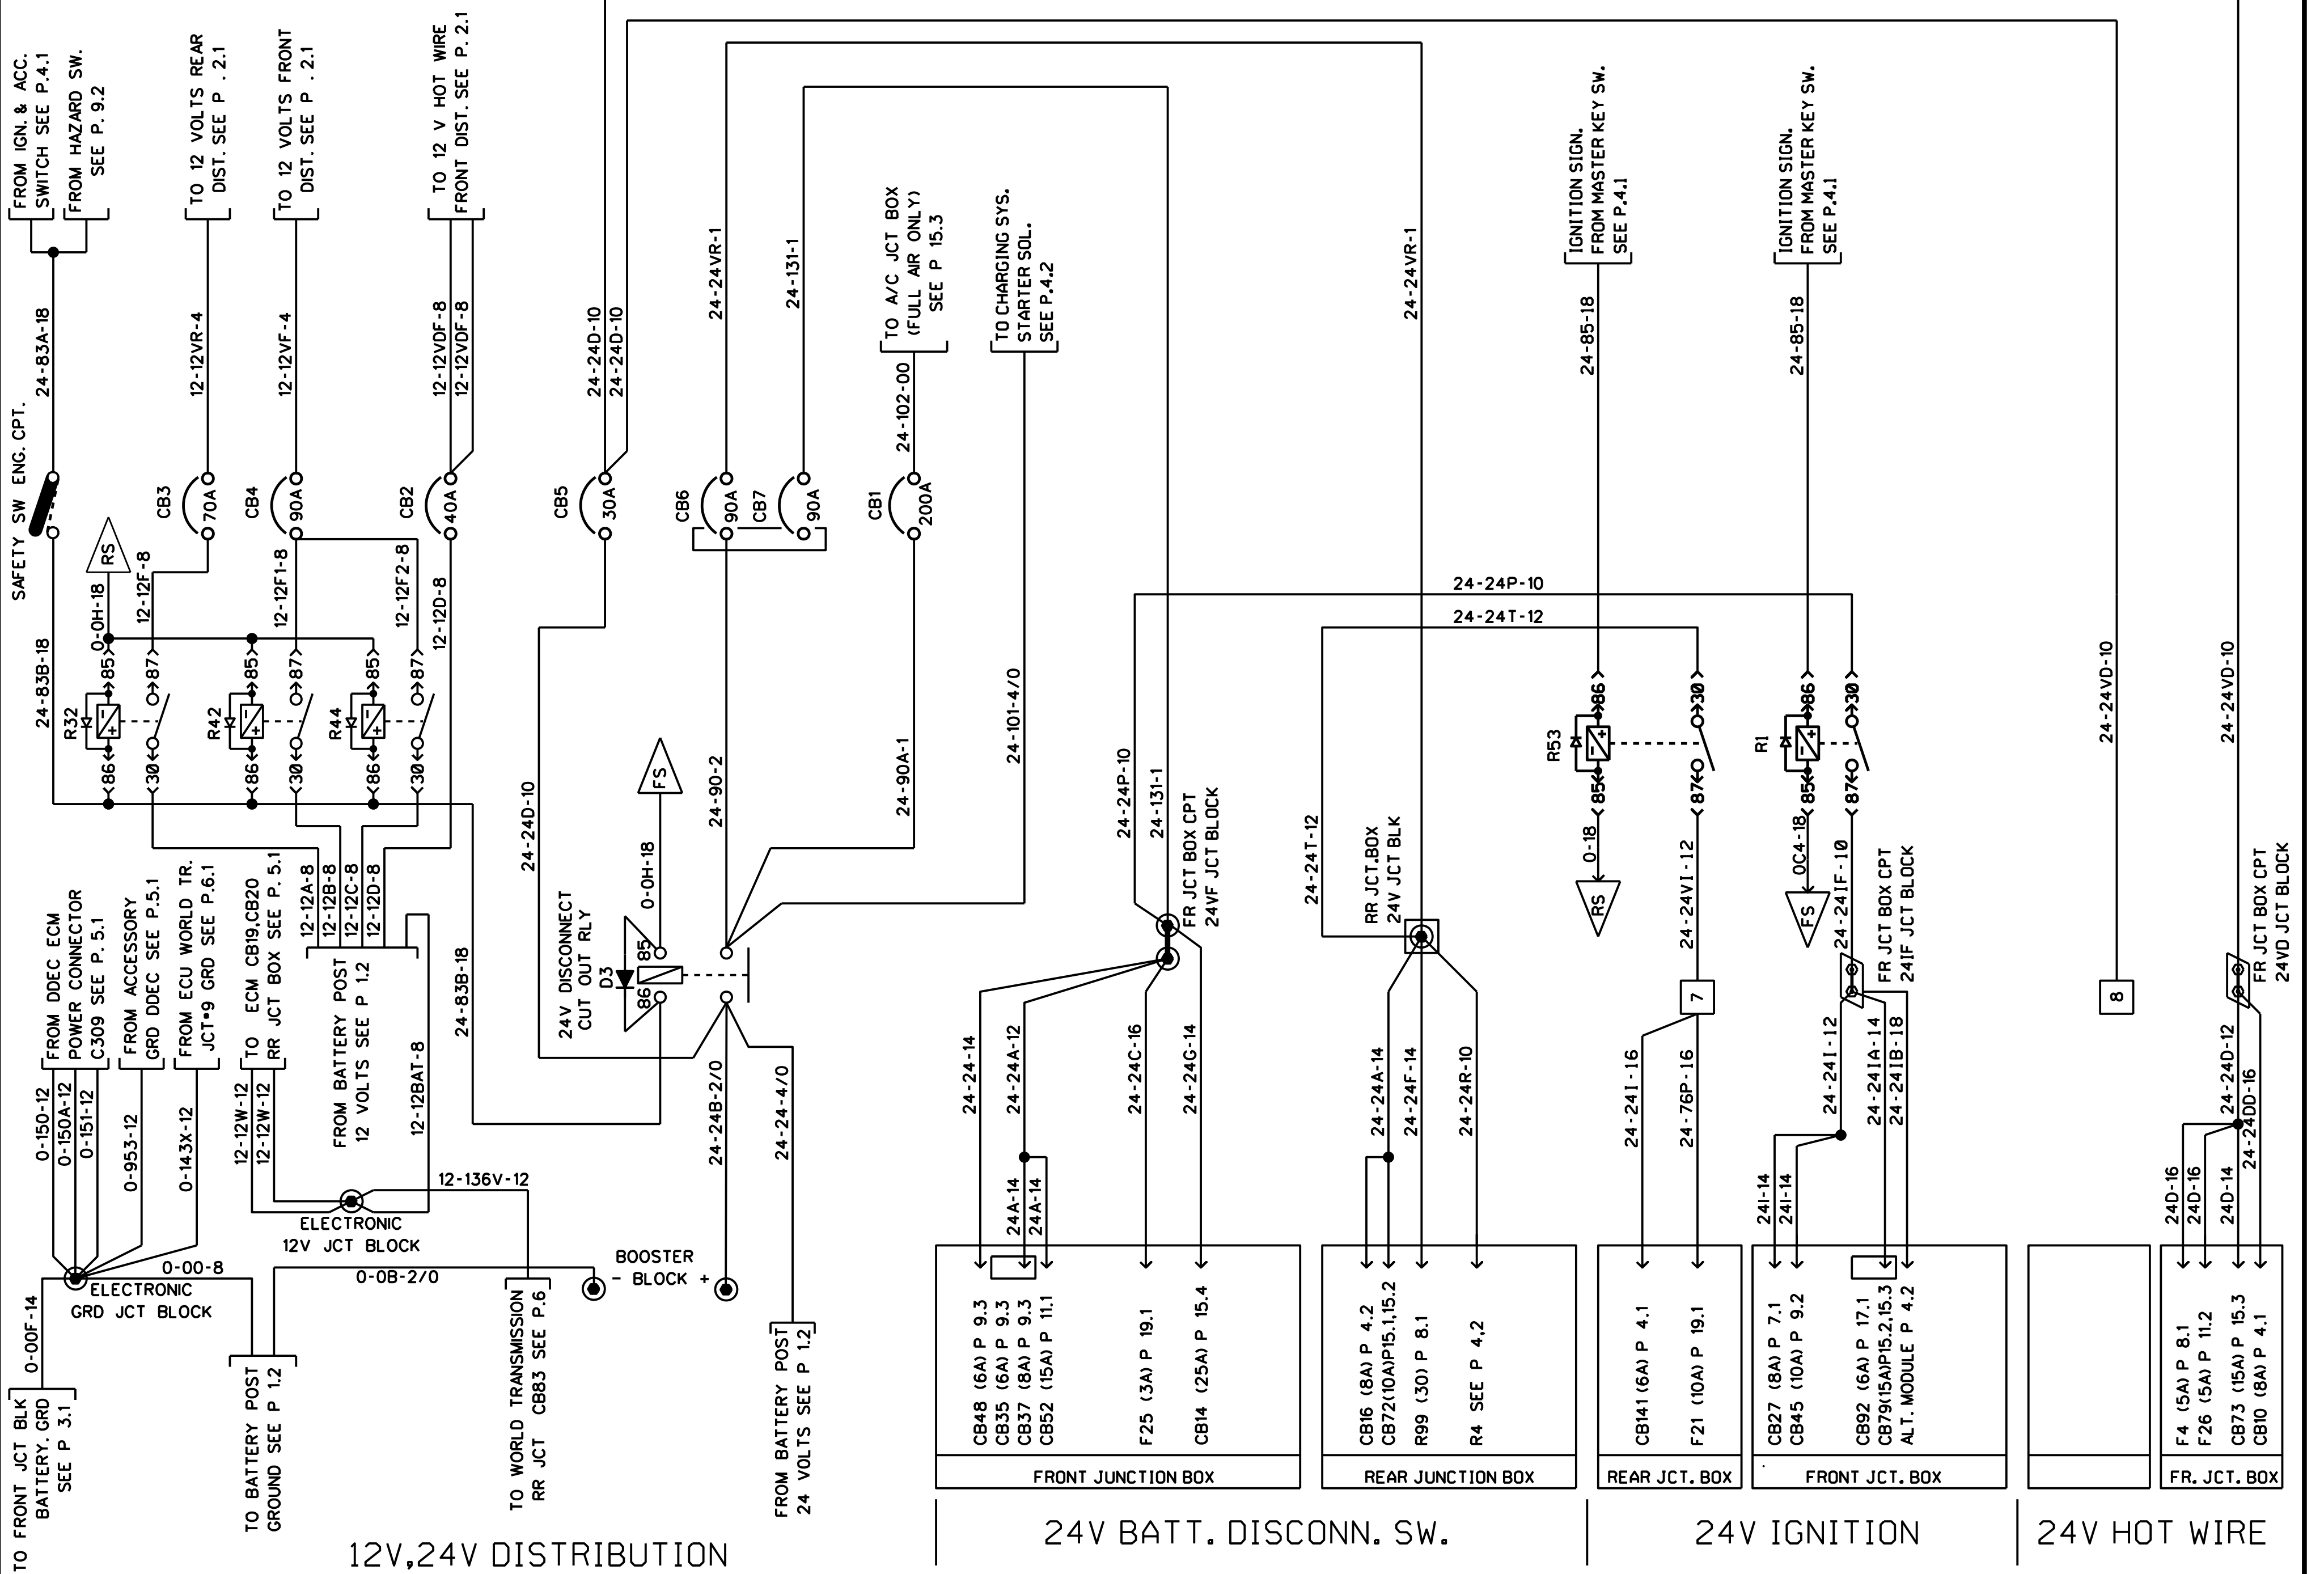 FROM IGN. & ACC.
SWITCH SEE P.4.1
FROM HAZARD SW.
SEE P. 9.2
TO 12 VOLTS REAR
DIST. SEE P . 2.1
TO 12 VOLTS FRONT
DIST. SEE P . 2.1
TO 12 V HOT WIRE
FRONT DIST. SEE P. 2.1
TO A/C JCT BOX
(FULL AIR ONLY)
SEE P 15.3
TO CHARGING SYS.
STARTER SOL.
SEE P.4.2
IGNITION SIGN.
FROM MASTER KEY SW.
SEE P.4.1
IGNITION SIGN.
FROM MASTER KEY SW.
SEE P.4.1
24-83A-18
12-12VR-4
12-12VF-4
12-12VDF-8
12-12VDF-8
24-24D-10
24-24D-10
24-24VR-1
24-131-1
24-102-00
24-24VR-1
24-85-18
24-85-18
SAFETY SW ENG. CPT.
CB3
70A
CB4
90A
CB2
40A
CB5
30A
CB6
90A
CB7
90A
CB1
200A
RS
0-0H-18
12-12F-8
12-12F1-8
12-12F2-8
12-12D-8
24-24P-10
24-24T-12
24-83B-18
R32
85
87
86
30
R42
85
87
86
30
R44
85
87
86
30
24-24D-10
FS
0-0H-18
24-90-2
24-90A-1
24-101-4/0
24-24P-10
24-131-1
FR JCT BOX CPT
24VF JCT BLOCK
24-24T-12
RR JCT.BOX
24V JCT BLK
R53
86
30
85
87
R1
86
30
85
87
0-18
RS
24-24VI-12
0C4-18
FS
24-24IF-10
FR JCT BOX CPT
24IF JCT BLOCK
24-24VD-10
24-24VD-10
FR JCT BOX CPT
24VD JCT BLOCK
7
8
FROM DDEC ECM
POWER CONNECTOR
C309 SEE P. 5.1
FROM ACCESSORY
GRD DDEC SEE P.5.1
FROM ECU WORLD TR.
JCT#9 GRD SEE P.6.1
TO ECM CB19,CB20
RR JCT BOX SEE P. 5.1
12-12A-8
12-12B-8
12-12C-8
12-12D-8
FROM BATTERY POST
12 VOLTS SEE P 1.2
12-12BAT-8
24-83B-18
24V DISCONNECT
CUT OUT RLY
D3
85
86
0-150-12
0-150A-12
0-151-12
0-953-12
0-143X-12
12-12W-12
12-12W-12
24-24B-2/0
24-24-4/0
24-24-14
24-24A-12
24-24C-16
24-24G-14
24A-14
24A-14
24-24A-14
24-24F-14
24-24R-10
24-24I-16
24-76P-16
24-24I-12
24-24IA-14
24-24IB-18
24I-14
24I-14
24-24D-12
24-24DD-16
24D-16
24D-16
24D-14
12-136V-12
ELECTRONIC
12V JCT BLOCK
ELECTRONIC
GRD JCT BLOCK
0-00-8
0-0B-2/0
BOOSTER
- BLOCK +
0-00F-14
TO FRONT JCT BLK
BATTERY. GRD
SEE P 3.1
TO BATTERY POST
GROUND SEE P 1.2
TO WORLD TRANSMISSION
RR JCT CB83 SEE P.6
FROM BATTERY POST
24 VOLTS SEE P 1.2
CB48 (6A) P 9.3
CB35 (6A) P 9.3
CB37 (8A) P 9.3
CB52 (15A) P 11.1
F25 (3A) P 19.1
CB14 (25A) P 15.4
FRONT JUNCTION BOX
CB16 (8A) P 4.2
CB72(10A)P15.1,15.2
R99 (30) P 8.1
R4 SEE P 4,2
REAR JUNCTION BOX
CB141 (6A) P 4.1
F21 (10A) P 19.1
REAR JCT. BOX
CB27 (8A) P 7.1
CB45 (10A) P 9.2
CB92 (6A) P 17.1
CB79(15A)P15.2,15.3
ALT. MODULE P 4.2
FRONT JCT. BOX
F4 (5A) P 8.1
F26 (5A) P 11.2
CB73 (15A) P 15.3
CB10 (8A) P 4.1
FR. JCT. BOX
12V,24V DISTRIBUTION
24V BATT. DISCONN. SW.
24V IGNITION
24V HOT WIRE